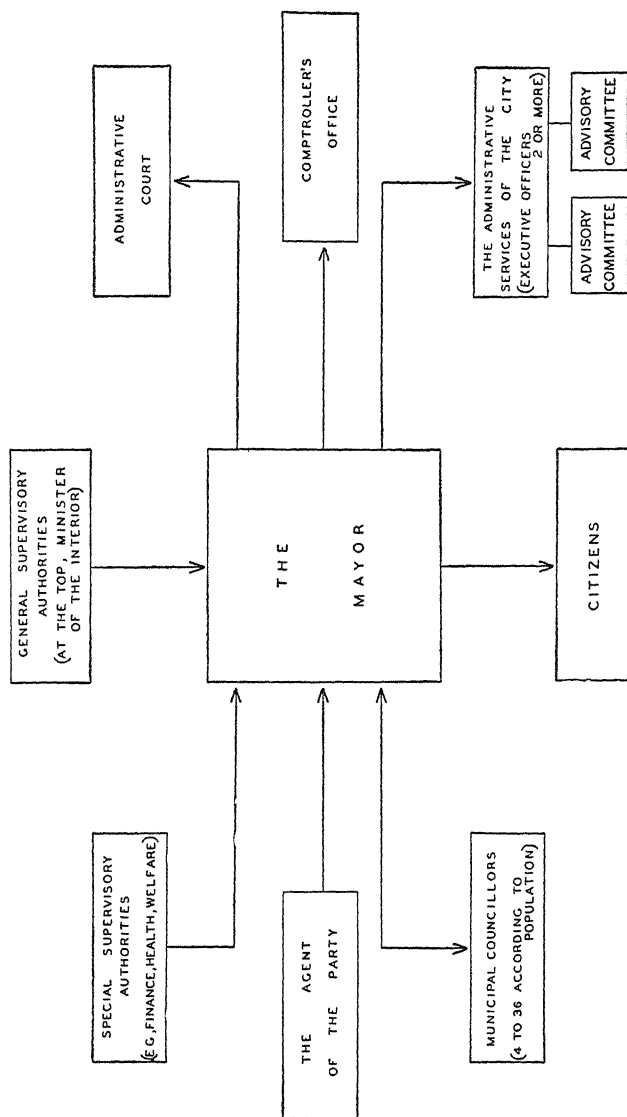 SPECIAL SUPERVISORY
AUTHORITIES
(E G, FINANCE, HEALTH, WELFARE)
GENERAL SUPERVISORY
AUTHORITIES
(AT THE TOP, MINISTER
OF THE INTERIOR)
ADMINISTRATIVE
COURT
THE AGENT
OF THE PARTY
THE
MAYOR
COMPTROLLER'S
OFFICE
MUNICIPAL COUNCILLORS
(4 TO 36 ACCORDING TO
POPULATION)
CITIZENS
THE ADMINISTRATIVE
SERVICES OF THE CITY
(EXECUTIVE OFFICERS
2 OR MORE)
ADVISORY
COMMITTEE
ADVISORY
COMMITTEE